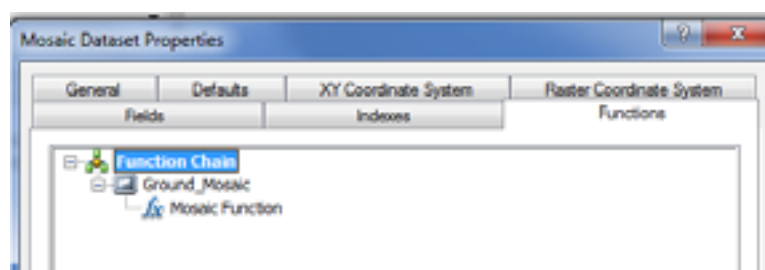 Mosaic Dataset Properties
General Defaults XY Coordinate System Raster Coordinate System
Fields Indexes Functions
Function Chain
Ground_Mosaic
fx Mosaic Function